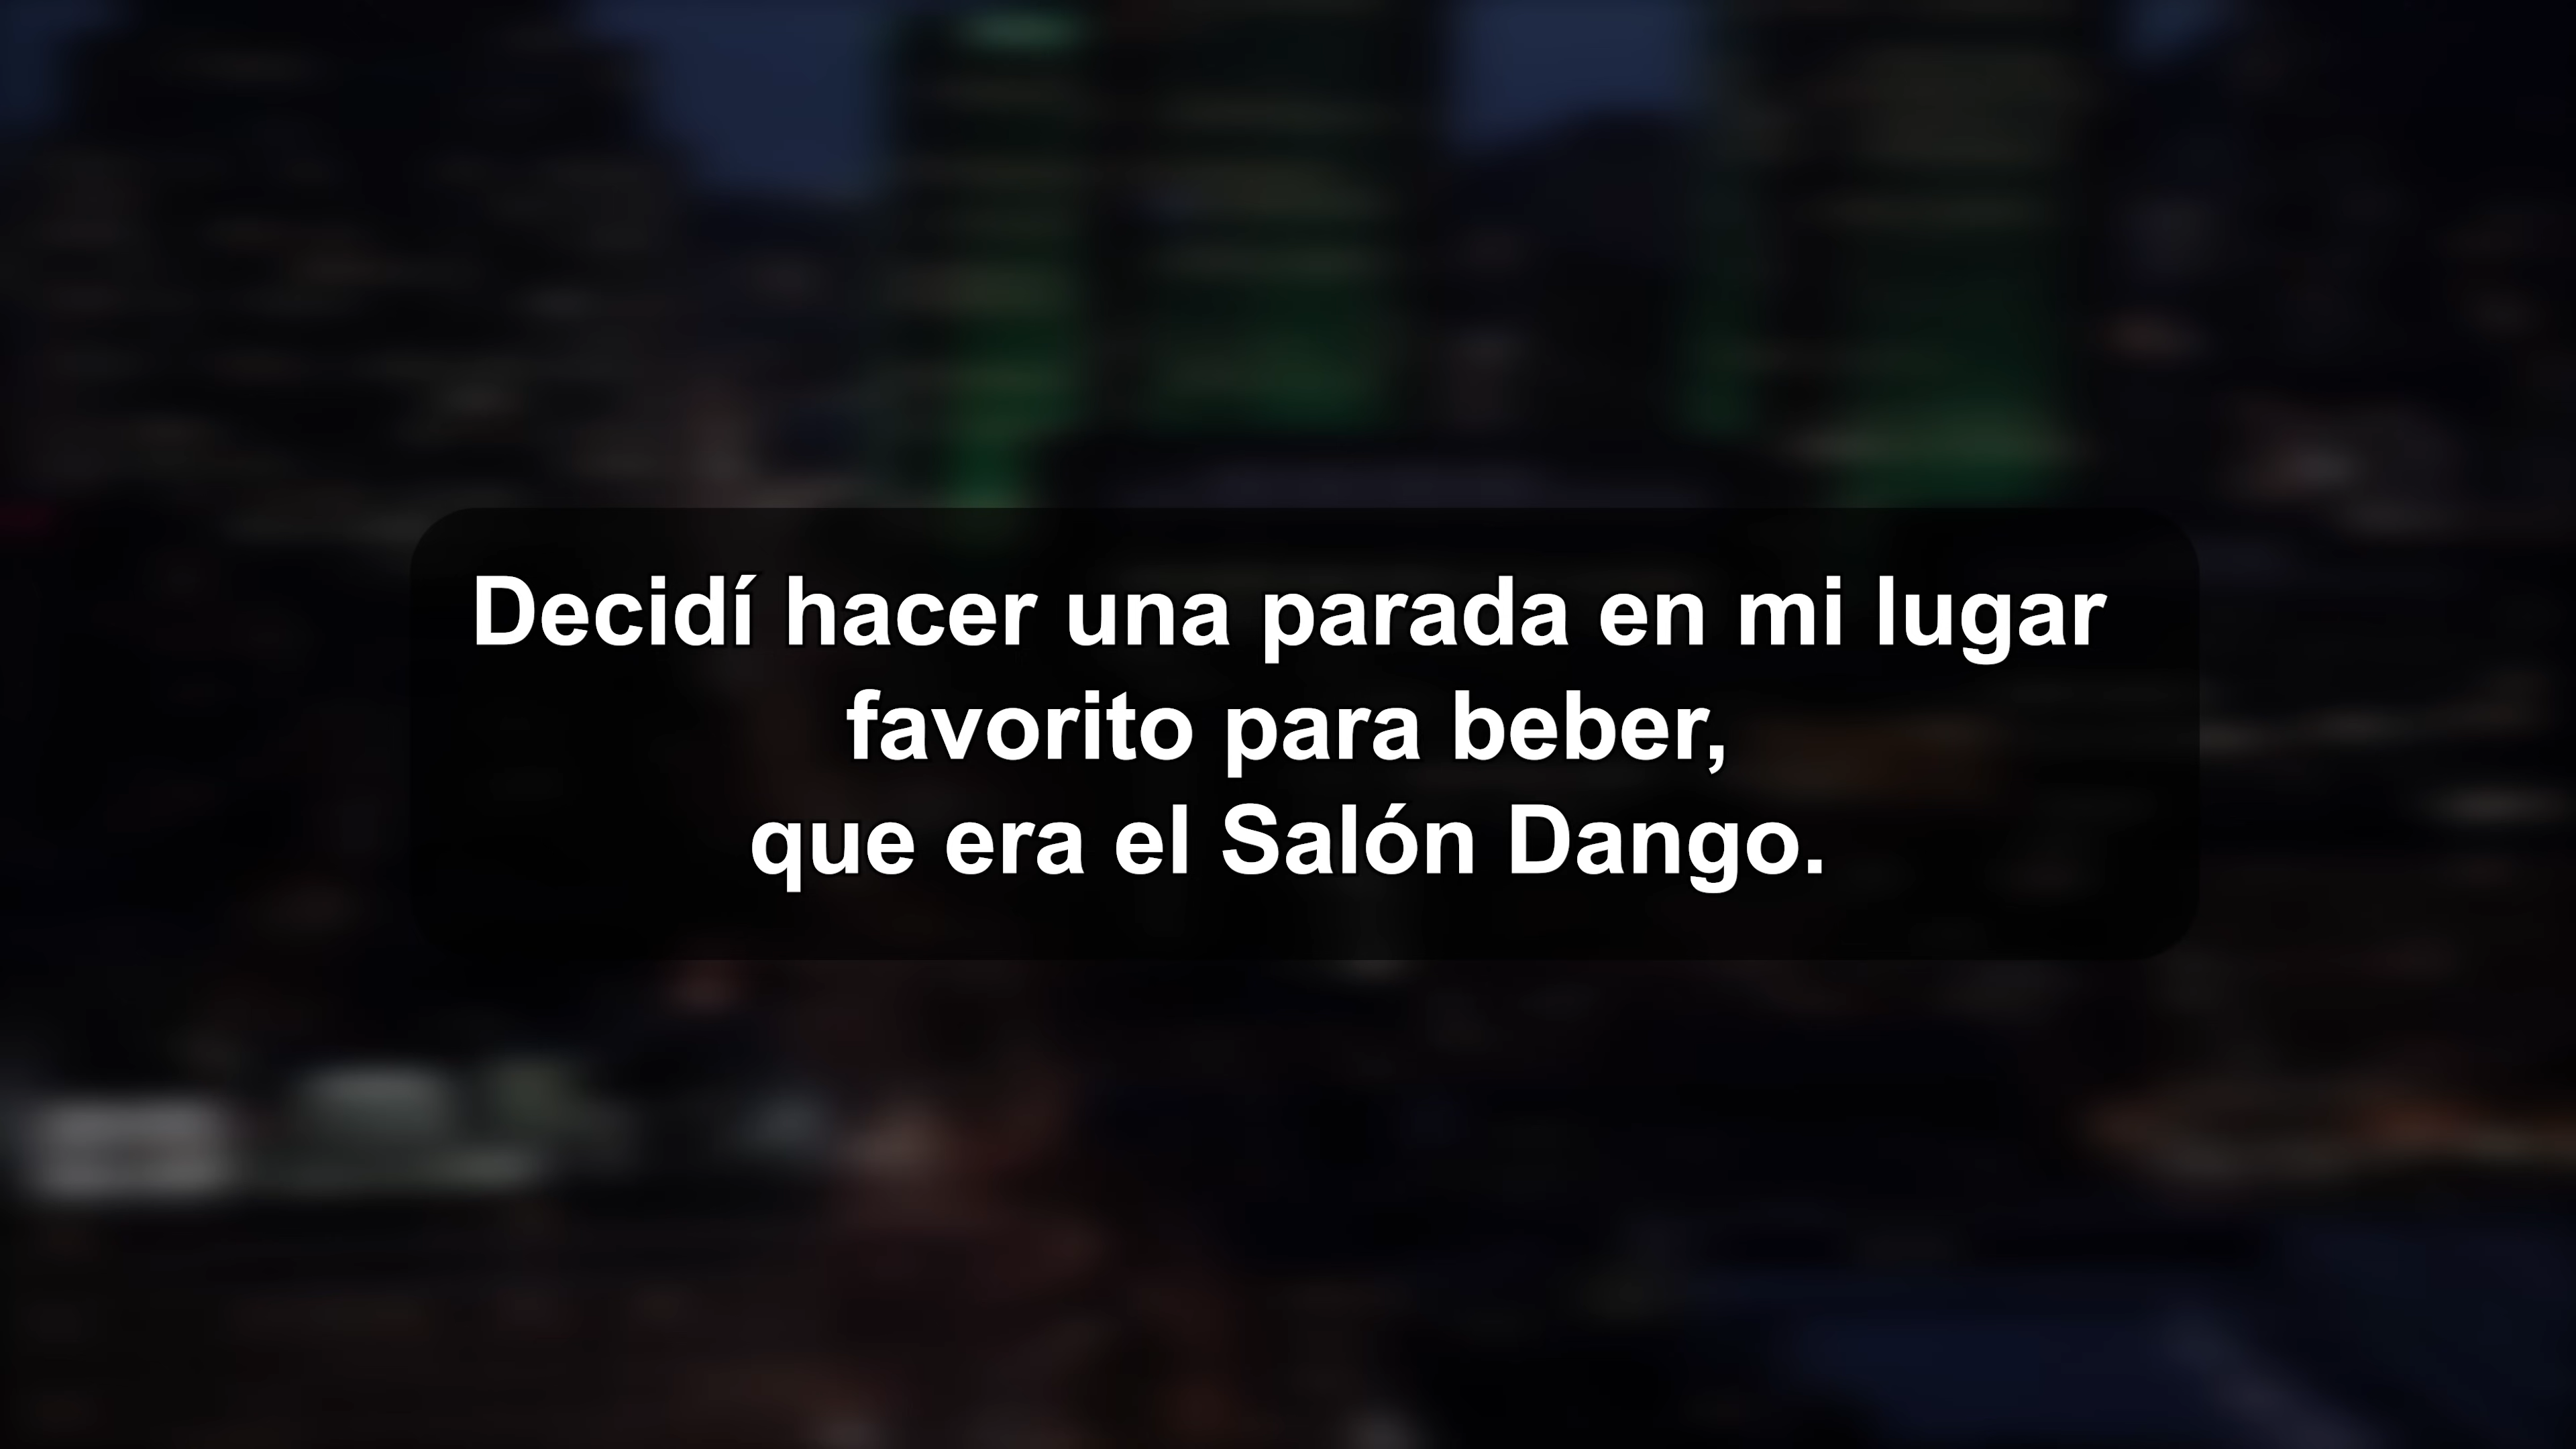 Decidí hacer una parada en mi lugar
favorito para beber,
que era el Salón Dango.